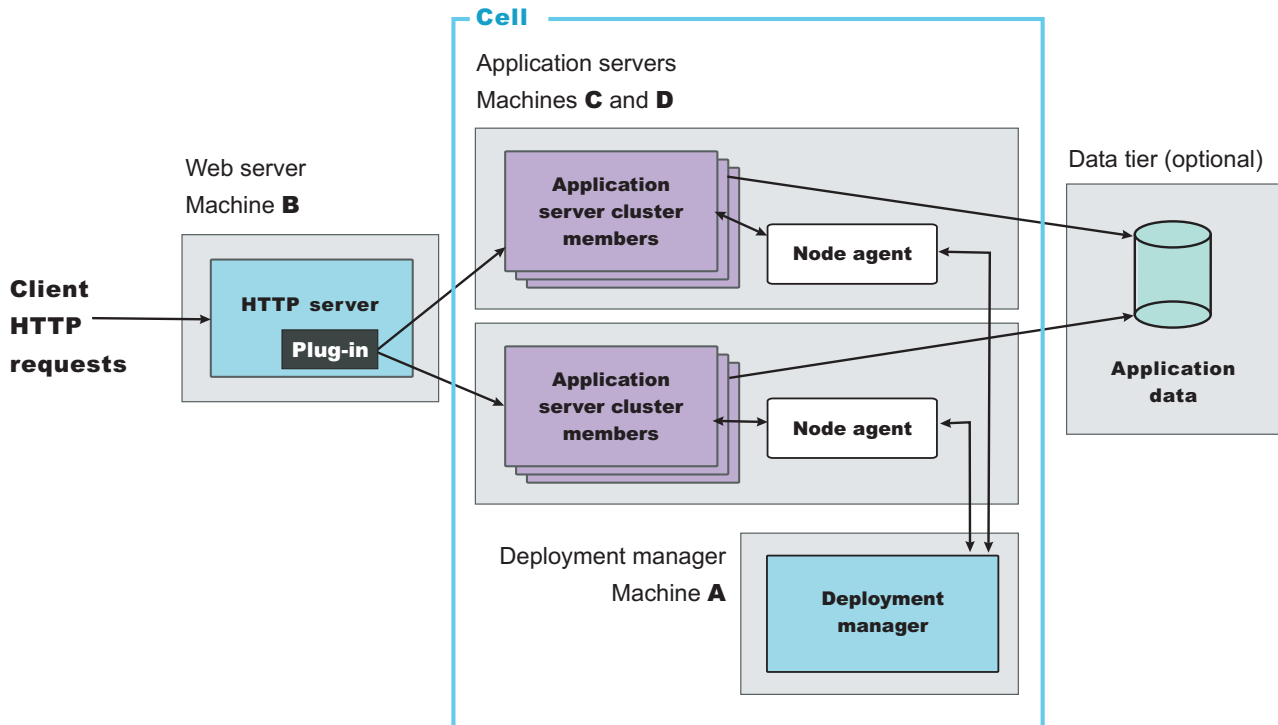 Cell
Application servers
Machines C and D
Web server
Machine B
Data tier (optional)
Application
server cluster
members
Node agent
Client
HTTP
requests
HTTP server
Plug-in
Application
server cluster
members
Node agent
Application
data
Deployment manager
Machine A
Deployment
manager